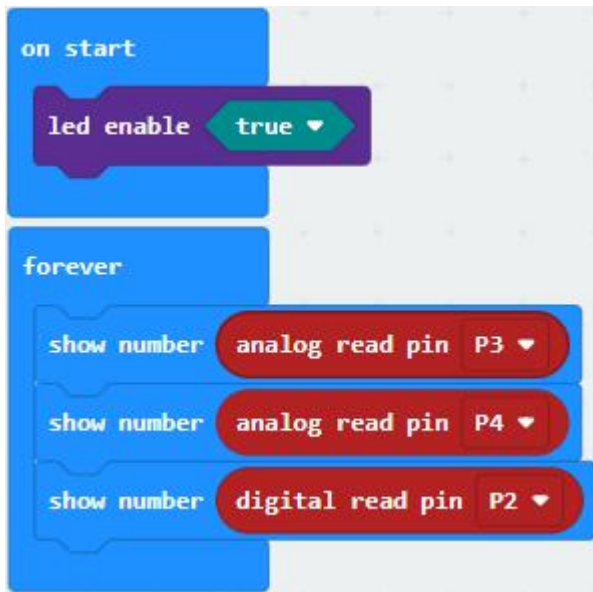 on start
led enable true
forever
show number analog read pin P3
show number analog read pin P4
show number digital read pin P2